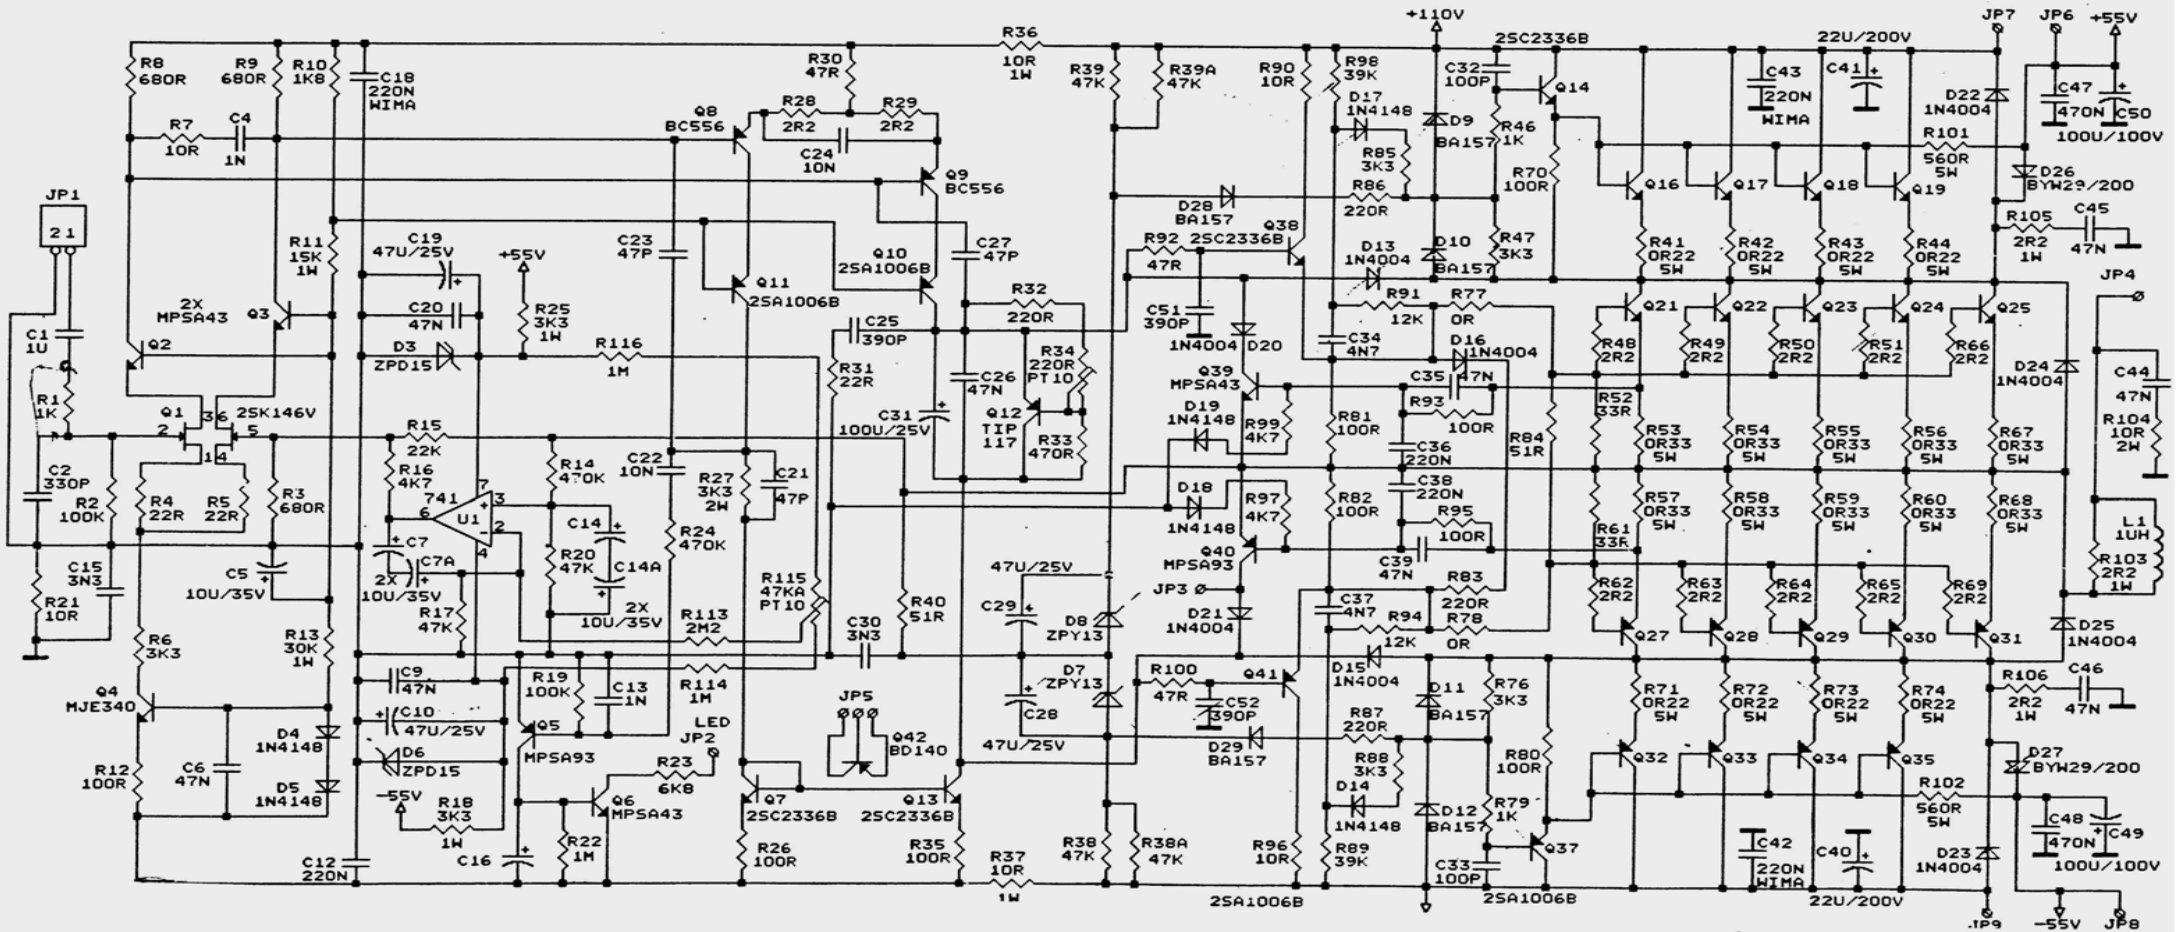 +110V
JP7
JP6
+55V
R36
10R
1W
R8
680R
R9
680R
R10
1K8
C18
220N
WIMA
R30
47R
R39
47K
R39A
47K
R90
10R
R98
39K
2SC2336B
C32
100P
Q14
22U/200V
C43
220N
WIMA
C41
D22
1N4004
C47
470N
C50
100U/100V
R7
10R
C4
1N
Q8
BC556
R28
2R2
R29
2R2
C24
10N
Q9
BC556
D17
1N4148
D9
BA157
R46
1K
R85
3K3
R86
220R
R70
100R
R101
560R
5W
D26
BYW29/200
Q16
Q17
Q18
Q19
JP1
2 1
R11
15K
1W
C19
47U/25V
+55V
C23
47P
Q10
2SA1006B
C27
47P
D28
BA157
R92
47R
Q38
2SC2336B
D13
1N4004
D10
BA157
R47
3K3
R41
0R22
5W
R42
0R22
5W
R43
0R22
5W
R44
0R22
5W
R105
2R2
1W
C45
47N
JP4
2X
MPSA43
Q3
Q2
C20
47N
D3
ZPD15
R25
3K3
1W
R116
1M
Q11
2SA1006B
C25
390P
R32
220R
C51
390P
1N4004
D20
R91
12K
R77
0R
C34
4N7
D16
1N4004
Q21
Q22
Q23
Q24
Q25
R48
2R2
R49
2R2
R50
2R2
R51
2R2
R66
2R2
D24
1N4004
C1
1U
R1
1K
Q1
2SK146V
3 6
2
5
1 4
R31
22R
C26
47N
R34
220R
PT10
Q12
TIP
117
R33
470R
C31
100U/25V
Q39
MPSA43
D19
1N4148
R99
4K7
R81
100R
C35
47N
R93
100R
C36
220N
R84
51R
R52
33R
R53
0R33
5W
R54
0R33
5W
R55
0R33
5W
R56
0R33
5W
R67
0R33
5W
C44
47N
R104
10R
2W
C2
330P
R2
100K
R4
22R
R5
22R
R3
680R
R15
22K
R16
4K7
R14
470K
C22
10N
R27
3K3
2W
C21
47P
D18
1N4148
R97
4K7
R82
100R
C38
220N
R95
100R
R61
33R
R57
0R33
5W
R58
0R33
5W
R59
0R33
5W
R60
0R33
5W
R68
0R33
5W
741
U1
7
3
+
6
2
-
4
C14
C14A
R20
47K
R24
470K
Q40
MPSA93
C39
47N
L1
1UH
R103
2R2
1W
C15
3N3
R21
10R
C5
10U/35V
C7
C7A
2X
10U/35V
R17
47K
2X
10U/35V
R115
47KA
PT10
R113
2M2
R40
51R
C30
3N3
47U/25V
C29
D8
ZPY13
JP3
D21
1N4004
C37
4N7
R83
220R
R94
12K
R78
0R
R62
2R2
R63
2R2
R64
2R2
R65
2R2
R69
2R2
Q27
Q28
Q29
Q30
Q31
D25
1N4004
R6
3K3
R13
30K
1W
C9
47N
R19
100K
C13
1N
R114
1M
D7
ZPY13
C28
47U/25V
R100
47R
C52
390P
Q41
D15
1N4004
D11
BA157
R76
3K3
R71
0R22
5W
R72
0R22
5W
R73
0R22
5W
R74
0R22
5W
R106
2R2
1W
C46
47N
Q4
MJE340
C10
47U/25V
D4
1N4148
D6
ZPD15
Q5
MPSA93
LED
JP2
JP5
Q42
BD140
D29
BA157
R87
220R
R88
3K3
R80
100R
Q32
Q33
Q34
Q35
D27
BYW29/200
R12
100R
C6
47N
D5
1N4148
-55V
R18
3K3
1W
R23
6K8
Q6
MPSA43
Q7
2SC2336B
Q13
2SC2336B
D14
1N4148
D12
BA157
R79
1K
R102
560R
5W
C12
220N
C16
R22
1M
R26
100R
R35
100R
R37
10R
1W
R38
47K
R38A
47K
R96
10R
R89
39K
C33
100P
Q37
C42
220N
WIMA
C40
D23
1N4004
C48
470N
C49
100U/100V
2SA1006B
2SA1006B
22U/200V
JP9
-55V
JP8